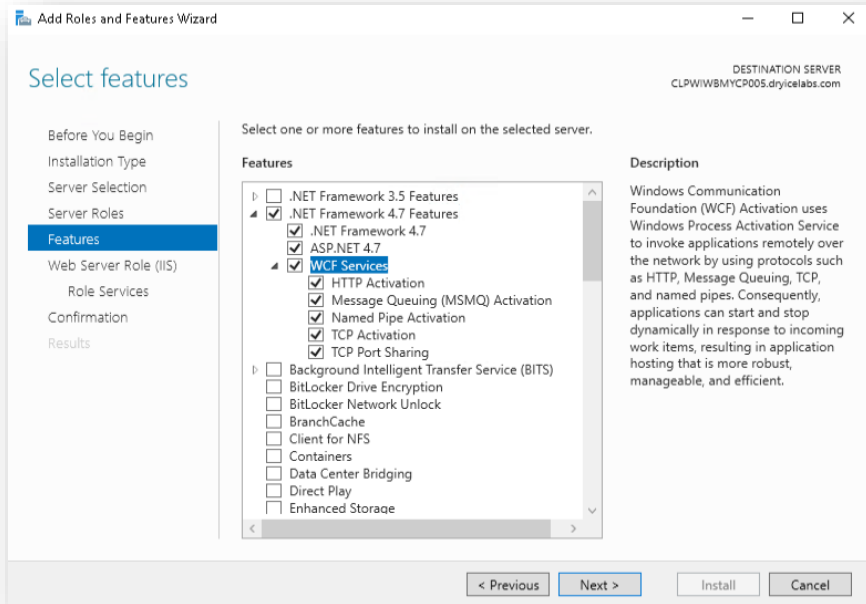 Add Roles and Features Wizard
Select features
DESTINATION SERVER
CLPWIWBMYCP005.dryicelabs.com
Before You Begin
Installation Type
Server Selection
Server Roles
Features
Web Server Role (IIS)
Role Services
Confirmation
Results
Select one or more features to install on the selected server.
Features
.NET Framework 3.5 Features
.NET Framework 4.7 Features
.NET Framework 4.7
ASP.NET 4.7
WCF Services
HTTP Activation
Message Queuing (MSMQ) Activation
Named Pipe Activation
TCP Activation
TCP Port Sharing
Background Intelligent Transfer Service (BITS)
BitLocker Drive Encryption
BitLocker Network Unlock
BranchCache
Client for NFS
Containers
Data Center Bridging
Direct Play
Enhanced Storage
Description
Windows Communication
Foundation (WCF) Activation uses
Windows Process Activation Service
to invoke applications remotely over
the network by using protocols such
as HTTP, Message Queuing, TCP,
and named pipes. Consequently,
applications can start and stop
dynamically in response to incoming
work items, resulting in application
hosting that is more robust,
manageable, and efficient.
< Previous
Next >
Install
Cancel